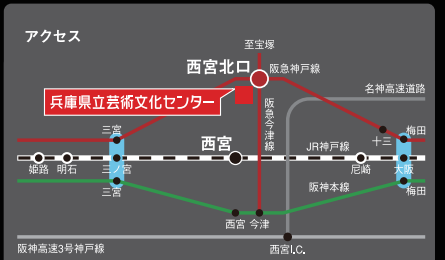 アクセス
至宝塚
西宮北口
阪急神戸線
兵庫県立芸術文化センター
名神高速道路
阪急今津線
三宮
西宮
JR神戸線
十三
梅田
姫路
明石
三ノ宮
尼崎
大阪
三宮
阪神本線
梅田
西宮
今津
阪神高速3号神戸線
西宮I.C.